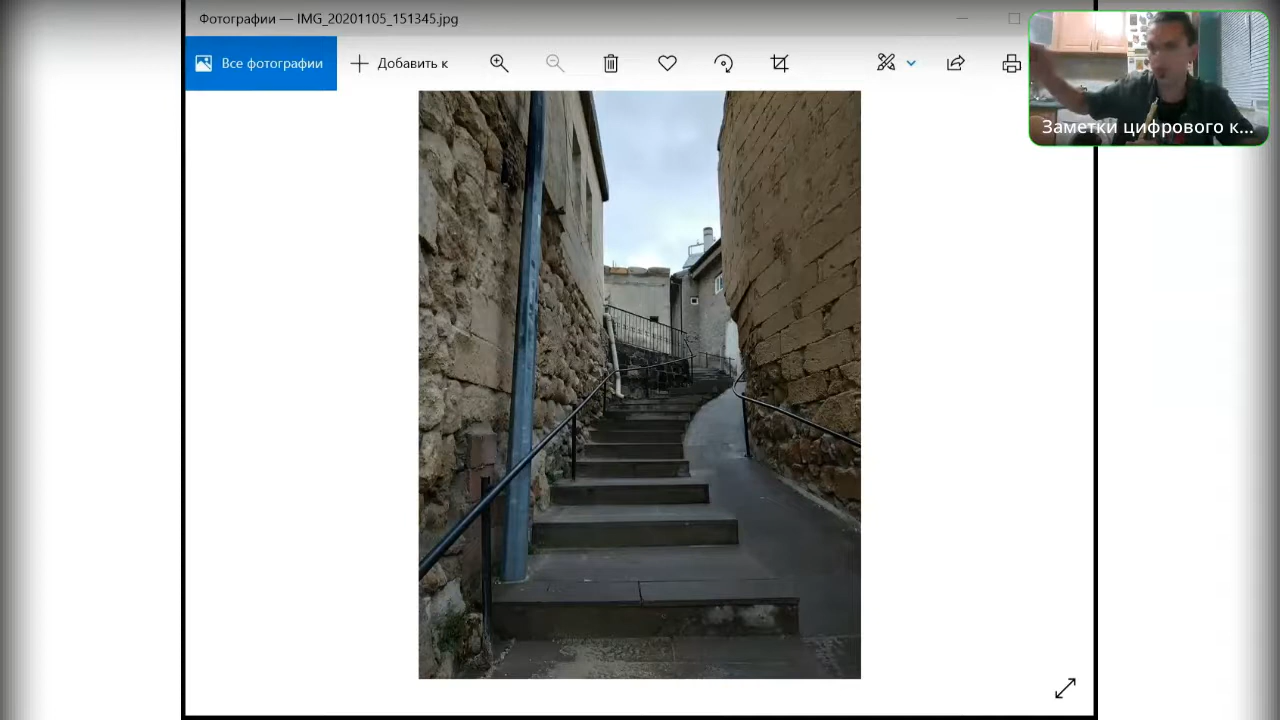 Фотографии — IMG_20201105_151345.jpg
Все фотографии
Добавить к
Заметки цифрового к...